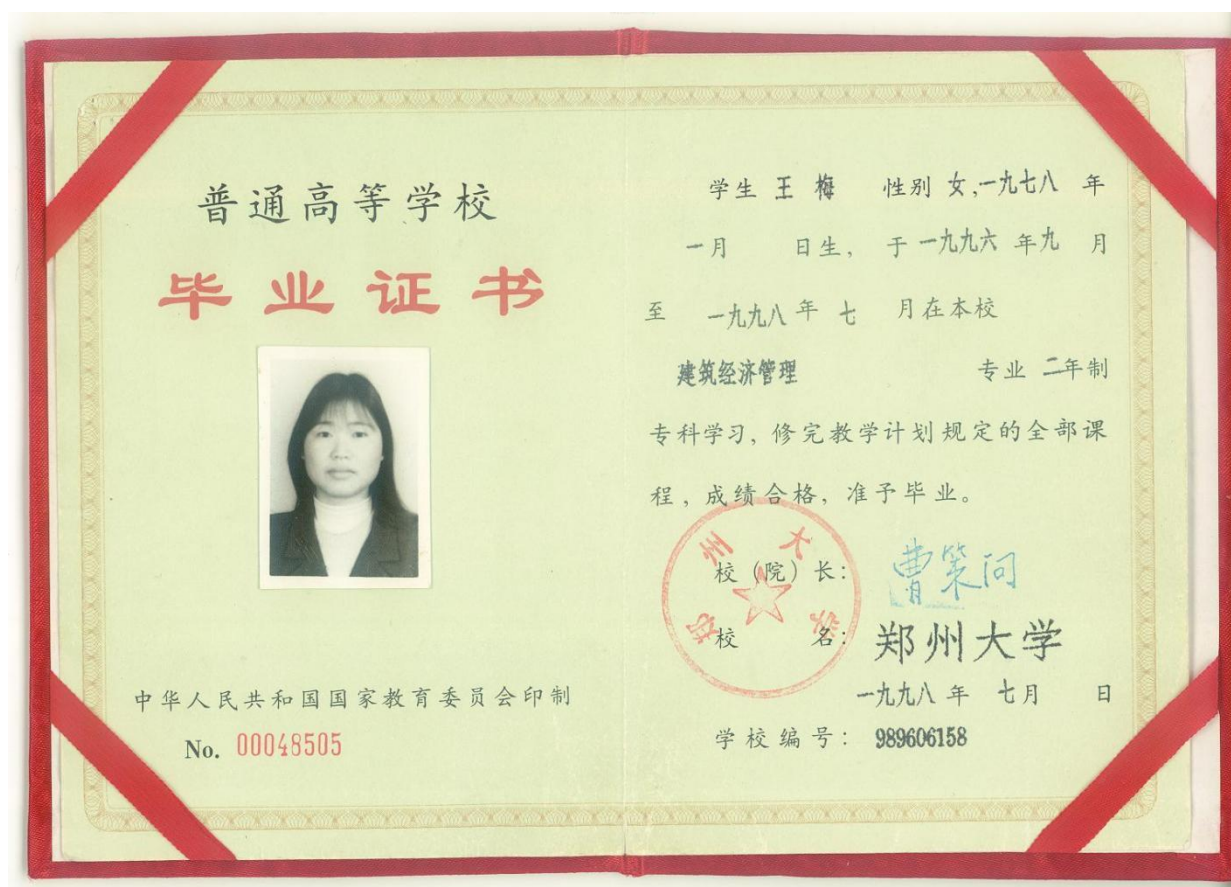 普通高等学校
毕业证书
中华人民共和国国家教育委员会印制
No. 00048505
学生 王 梅 性别 女,一九七八 年
一月 日生, 于 一九九六 年九 月
至 一九九八 年 七 月在本校
建筑经济管理 专业 二年制
专科学习, 修完教学计划规定的全部课
程, 成绩合格, 准予毕业。
郑州大学
校 (院) 长: 曹策问
校 名: 郑州大学
一九九八 年 七月 日
学校编号: 989606158